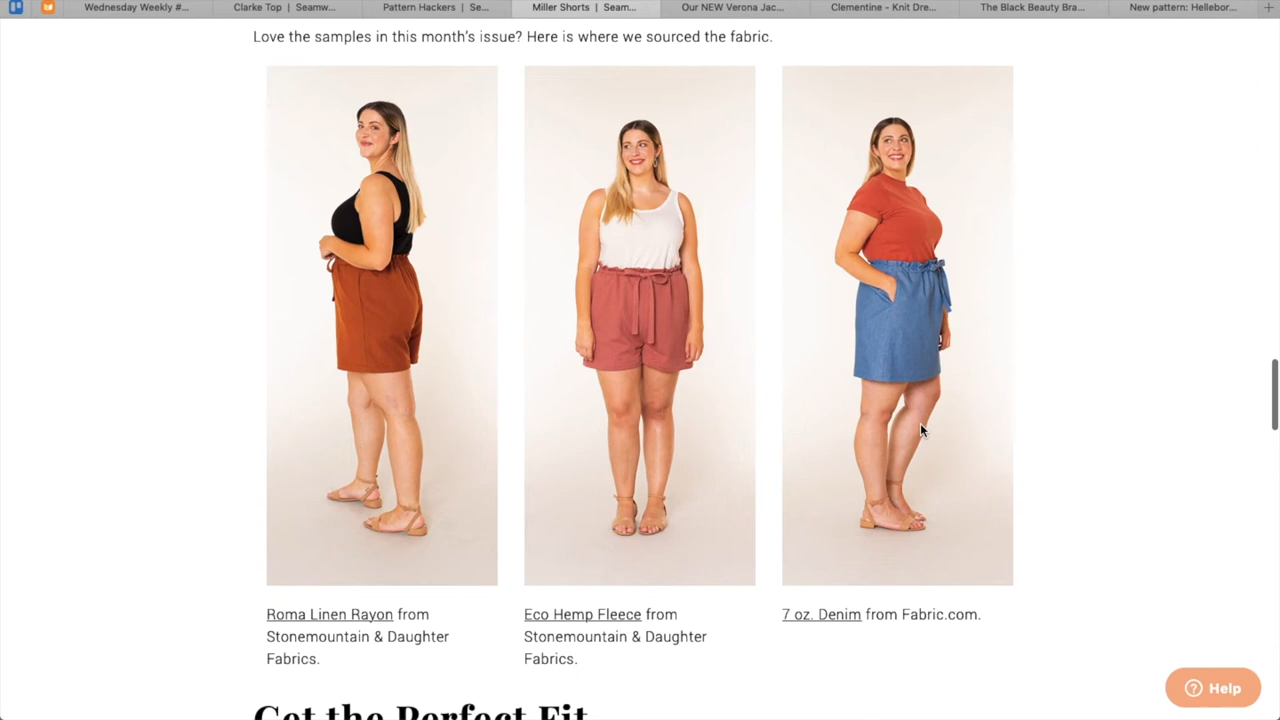 Wednesday Weekly #...
Clarke Top | Seamw...
Pattern Hackers | Se...
Miller Shorts | Seam...
Our NEW Verona Jac...
Clementine - Knit Dre...
The Black Beauty Bra...
New pattern: Hellebor...
Love the samples in this month's issue? Here is where we sourced the fabric.
Roma Linen Rayon from
Stonemountain & Daughter
Fabrics.
Eco Hemp Fleece from
Stonemountain & Daughter
Fabrics.
7 oz. Denim from Fabric.com.
Help
Get the Perfect Fit